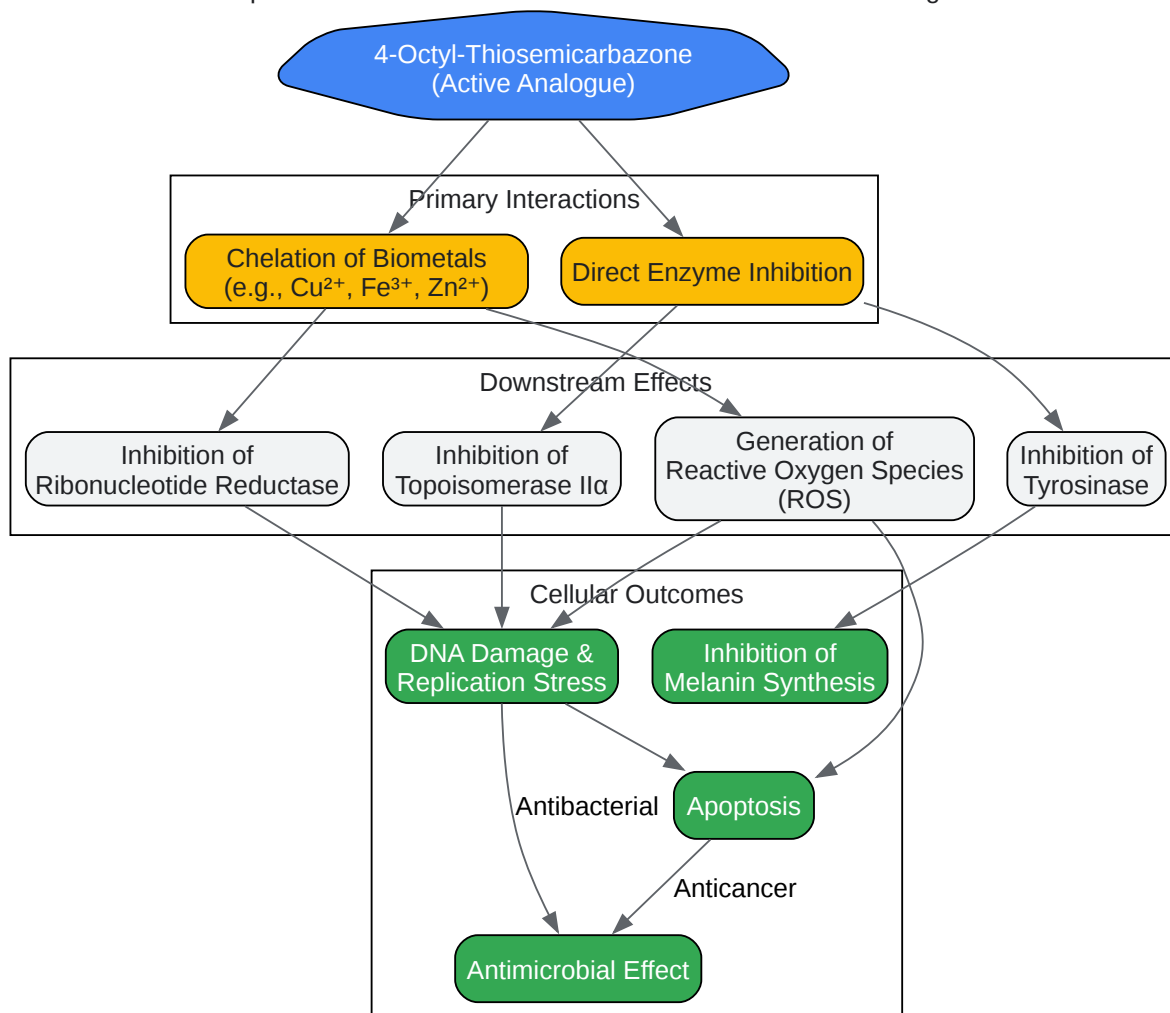 4-Octyl-Thiosemicarbazone
(Active Analogue)
Primary Interactions
Chelation of Biometals
(e.g., Cu²⁺, Fe³⁺, Zn²⁺)
Direct Enzyme Inhibition
Downstream Effects
Inhibition of
Ribonucleotide Reductase
Inhibition of
Topoisomerase IIα
Generation of
Reactive Oxygen Species
(ROS)
Inhibition of
Tyrosinase
Cellular Outcomes
DNA Damage &
Replication Stress
Inhibition of
Melanin Synthesis
Antibacterial
Apoptosis
Anticancer
Antimicrobial Effect